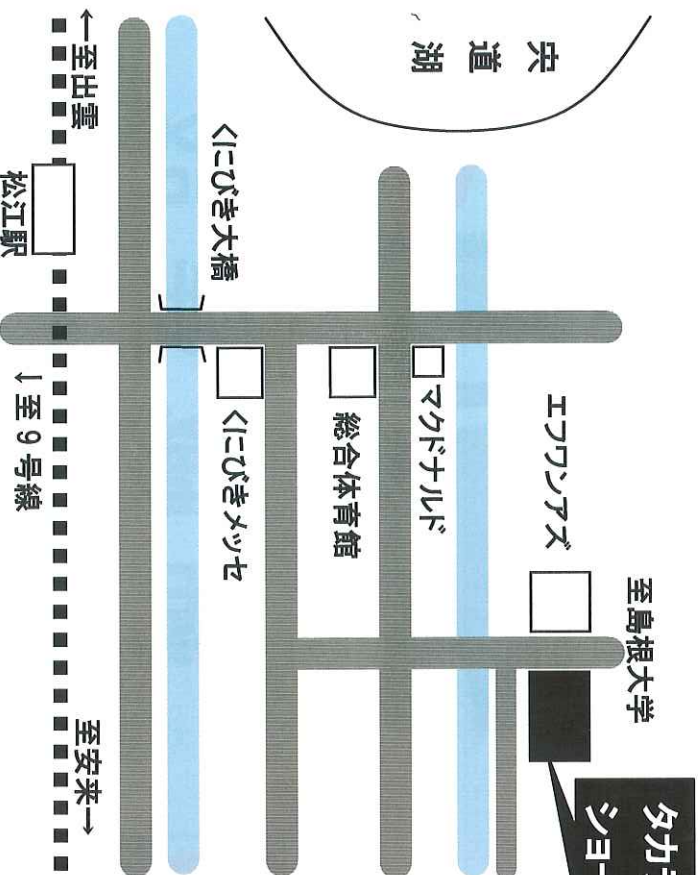 宍道湖
至島根大学
タカ
ショー
エフワンアズ
マクドナルド
総合体育館
くにびきメッセ
くにびき大橋
←至出雲
松江駅
↓至9号線
至安来→